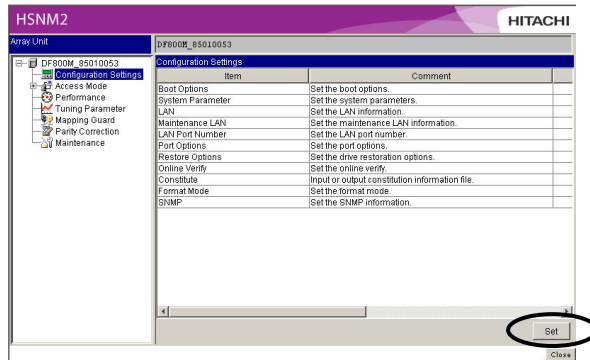 HSNM2 HITACHI
Array Unit
DF800M_85010053
DF800M_85010053
Configuration Settings
Access Mode
Performance
Tuning Parameter
Mapping Guard
Parity Correction
Maintenance
Configuration Settings
Item Comment
Boot Options Set the boot options.
System Parameter Set the system parameters.
LAN Set the LAN information.
Maintenance LAN Set the maintenance LAN information.
LAN Port Number Set the LAN port number.
Port Options Set the port options.
Restore Options Set the drive restoration options.
Online Verify Set the online verify.
Constitute Input or output constitution information file.
Format Mode Set the format mode.
SNMP Set the SNMP information.
Set
Close